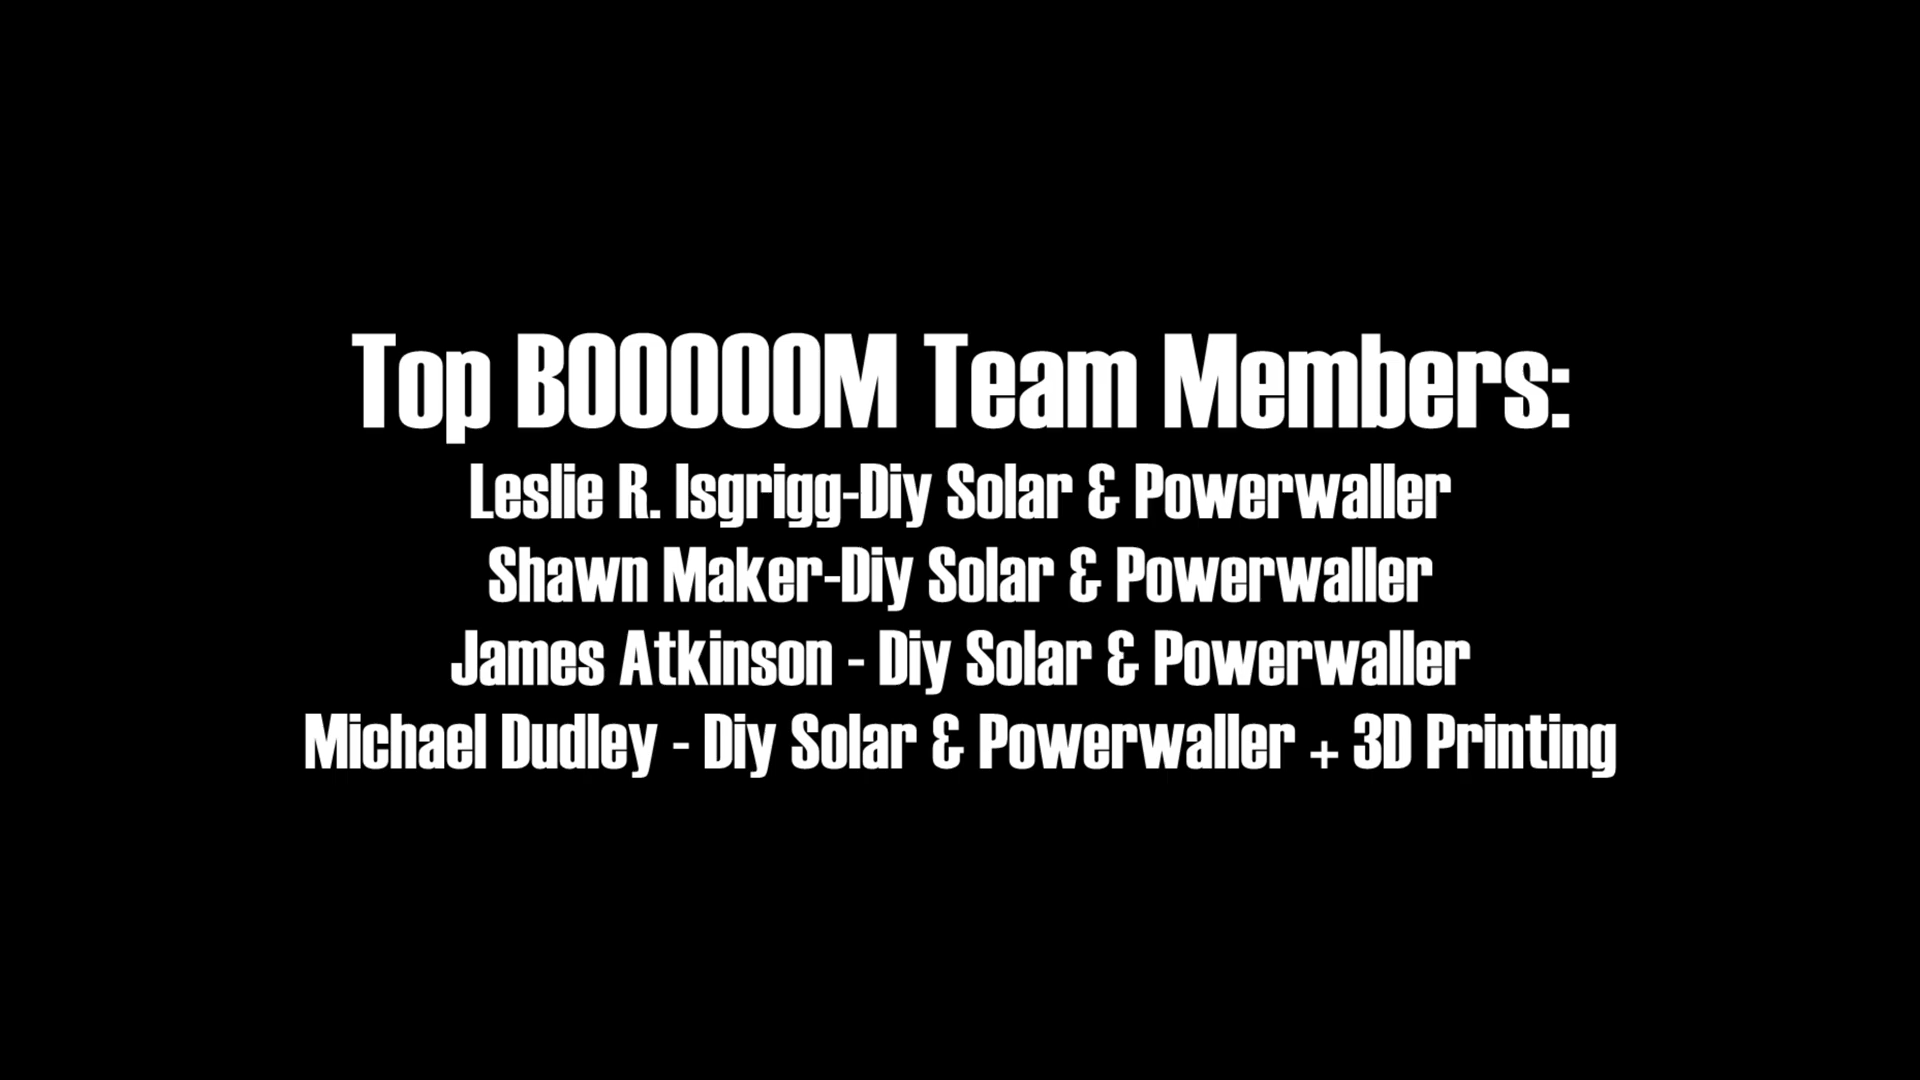 Top BOOOOOM Team Members:
Leslie R. Isgrigg-Diy Solar & Powerwaller
Shawn Maker-Diy Solar & Powerwaller
James Atkinson - Diy Solar & Powerwaller
Michael Dudley - Diy Solar & Powerwaller + 3D Printing